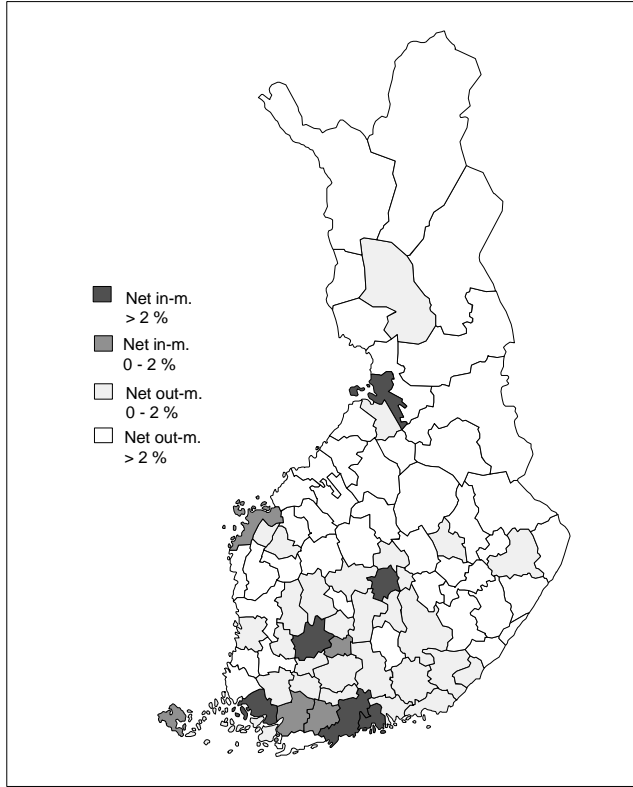 Net in-m.
> 2 %
Net in-m.
0 - 2 %
Net out-m.
0 - 2 %
Net out-m.
> 2 %